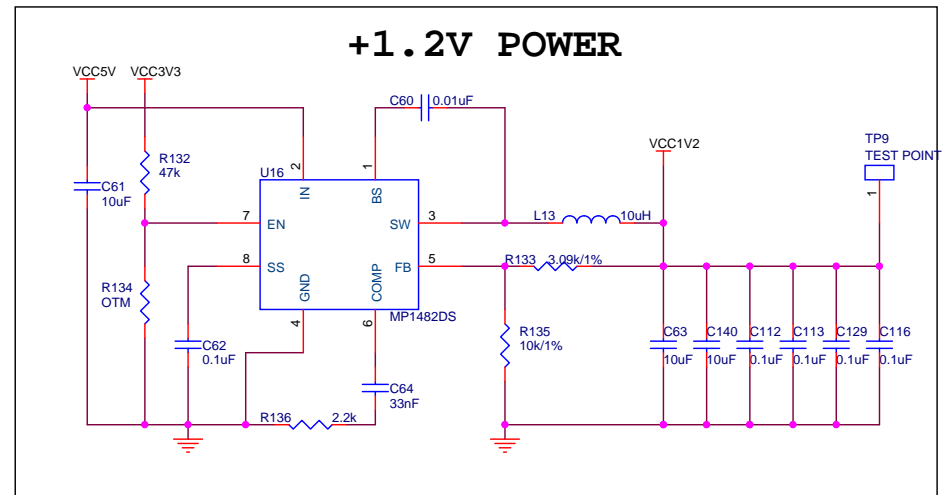 +1.2V POWER
VCC5V
VCC3V3
C60
0.01uF
VCC1V2
TP9
TEST POINT
1
R132
47k
U16
2
IN
1
BS
C61
10uF
7
EN
SW
3
L13
10uH
8
SS
FB
5
R133
3.09k/1%
GND
COMP
R134
OTM
4
6
MP1482DS
C62
0.1uF
R135
10k/1%
C63
10uF
C140
10uF
C112
0.1uF
C113
0.1uF
C129
0.1uF
C116
0.1uF
C64
33nF
R136
2.2k